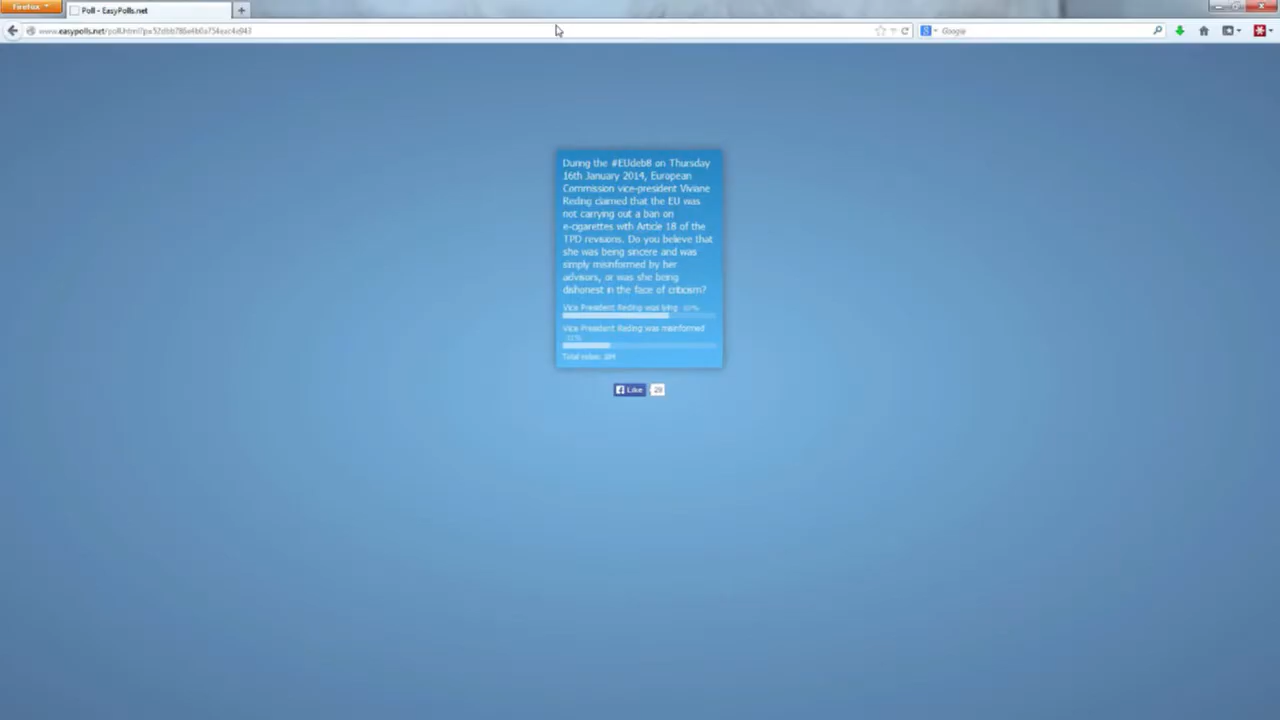 Firefox
Poll - EasyPolls.net
www.easypolls.net
Google
During the #EUdeb8 on Thursday
16th January 2014, European
Commission vice-president Viviane
Reding claimed that the EU was
not carrying out a ban on
e-cigarettes with Article 18 of the
TPD revisions. Do you believe that
she was being sincere and was
simply misinformed by her
advisors, or was she being
dishonest in the face of criticism?
Vice President Reding was lying
Vice President Reding was misinformed
Total votes:
Like
29